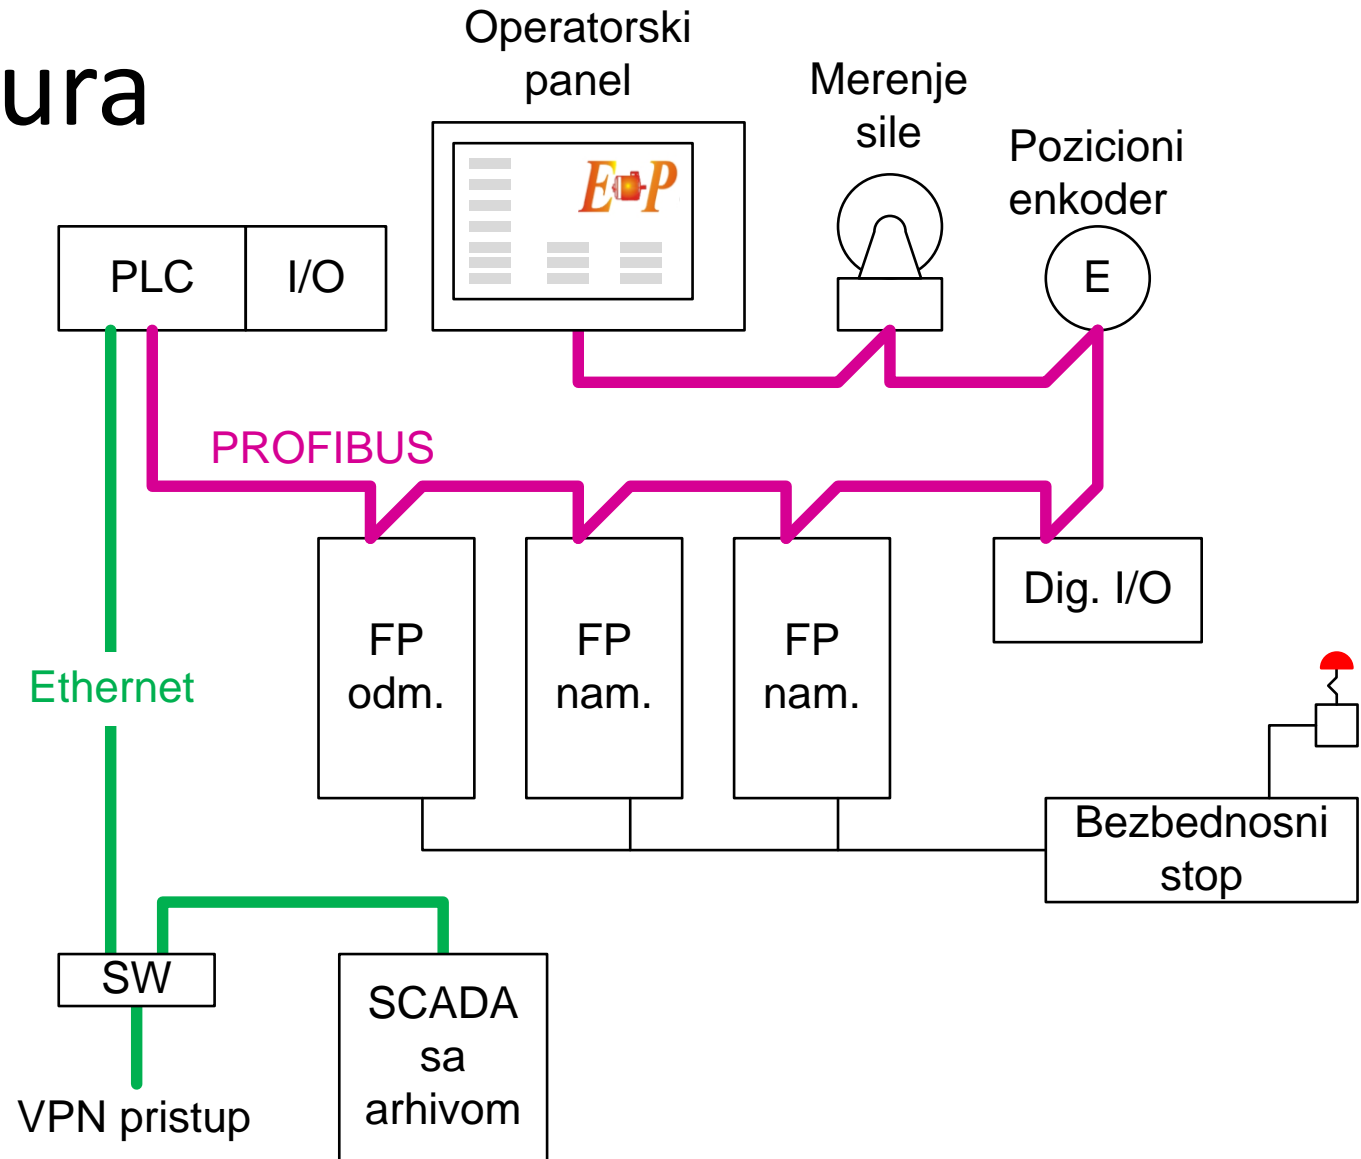 ura
Operatorski
panel
Merenje
sile
Pozicioni
enkoder
E P
PLC
I/O
E
PROFIBUS
Dig. I/O
FP
odm.
FP
nam.
FP
nam.
Ethernet
Bezbednosni
stop
SW
SCADA
sa
arhivom
VPN pristup